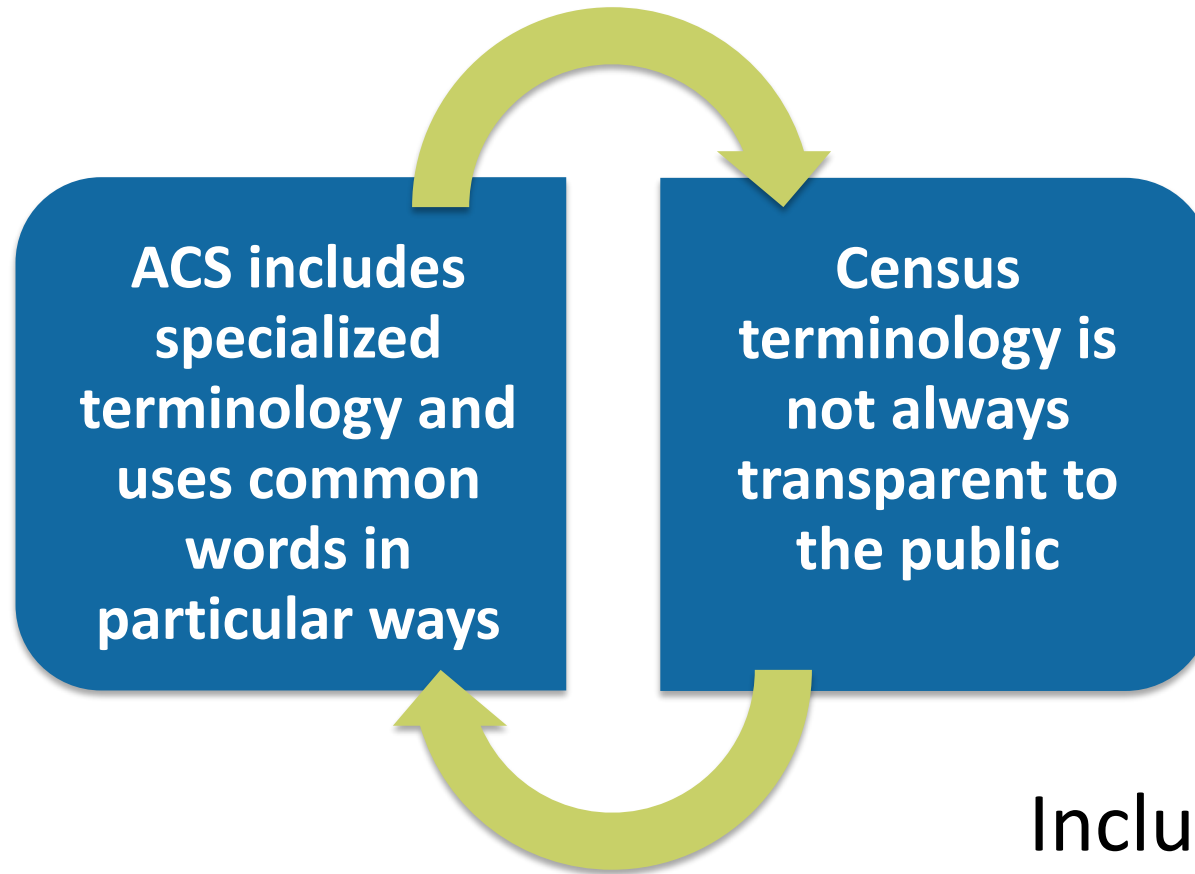 ACS includes
specialized
terminology and
uses common
words in
particular ways
Census
terminology is
not always
transparent to
the public
Inclu